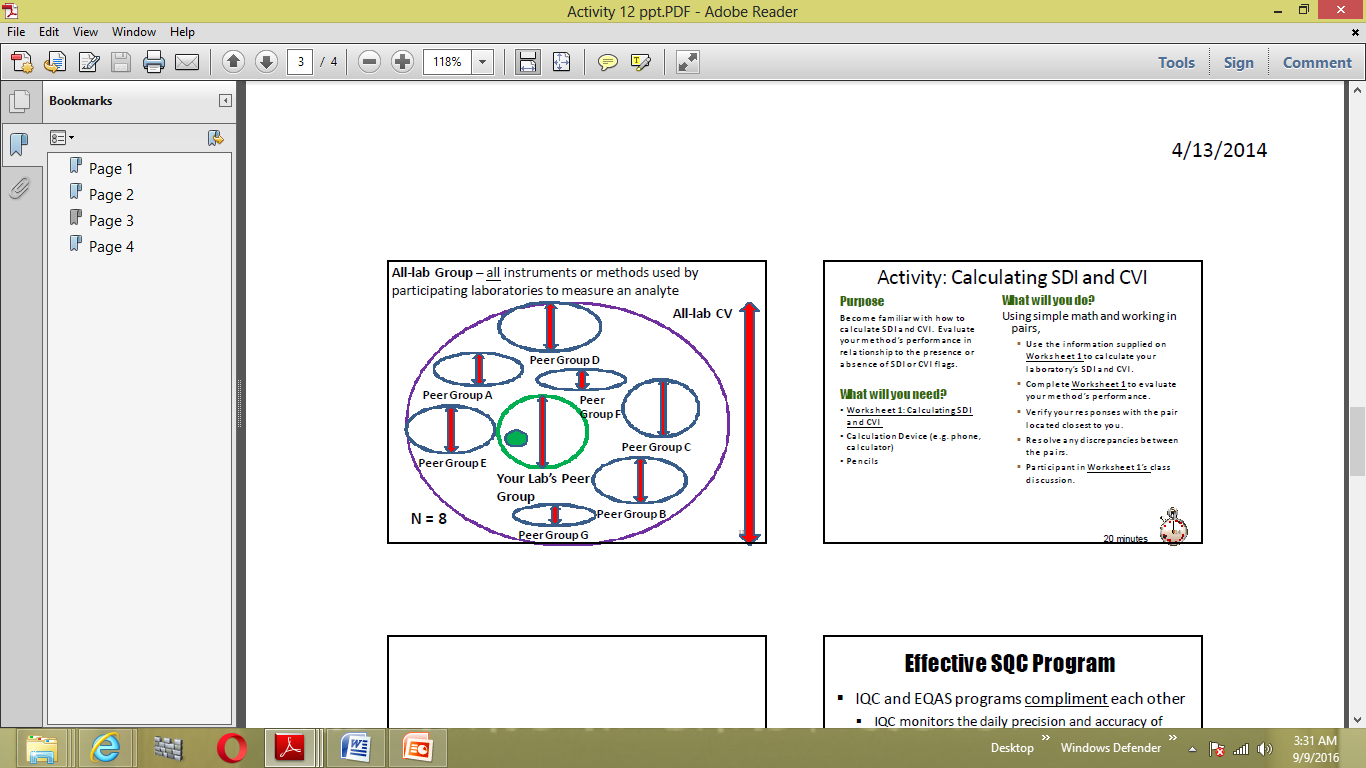 Activity 12 ppt.PDF - Adobe Reader
File Edit View Window Help
3 / 4 118% Tools Sign Comment
Bookmarks
Page 1
Page 2
Page 3
Page 4
4/13/2014
All-lab Group – all instruments or methods used by
participating laboratories to measure an analyte
All-lab CV
Peer Group D
Peer Group A
Peer
Group F
Peer Group C
Peer Group E
Your Lab's Peer
Group
Peer Group B
N = 8
Peer Group G
Activity: Calculating SDI and CVI
Purpose
Become familiar with how to
calculate SDI and CVI. Evaluate
your method's performance in
relationship to the presence or
absence of SDI or CVI flags.
What will you need?
• Worksheet 1: Calculating SDI
and CVI
• Calculation Device (e.g. phone,
calculator)
• Pencils
What will you do?
Using simple math and working in
pairs,
▪ Use the information supplied on
Worksheet 1 to calculate your
laboratory's SDI and CVI.
▪ Complete Worksheet 1 to evaluate
your method's performance.
▪ Verify your responses with the pair
located closest to you.
▪ Resolve any discrepancies between
the pairs.
▪ Participant in Worksheet 1's class
discussion.
20 minutes
Effective SQC Program
▪ IQC and EQAS programs compliment each other
▪ IQC monitors the daily precision and accuracy of
Desktop » Windows Defender »
3:31 AM
9/9/2016